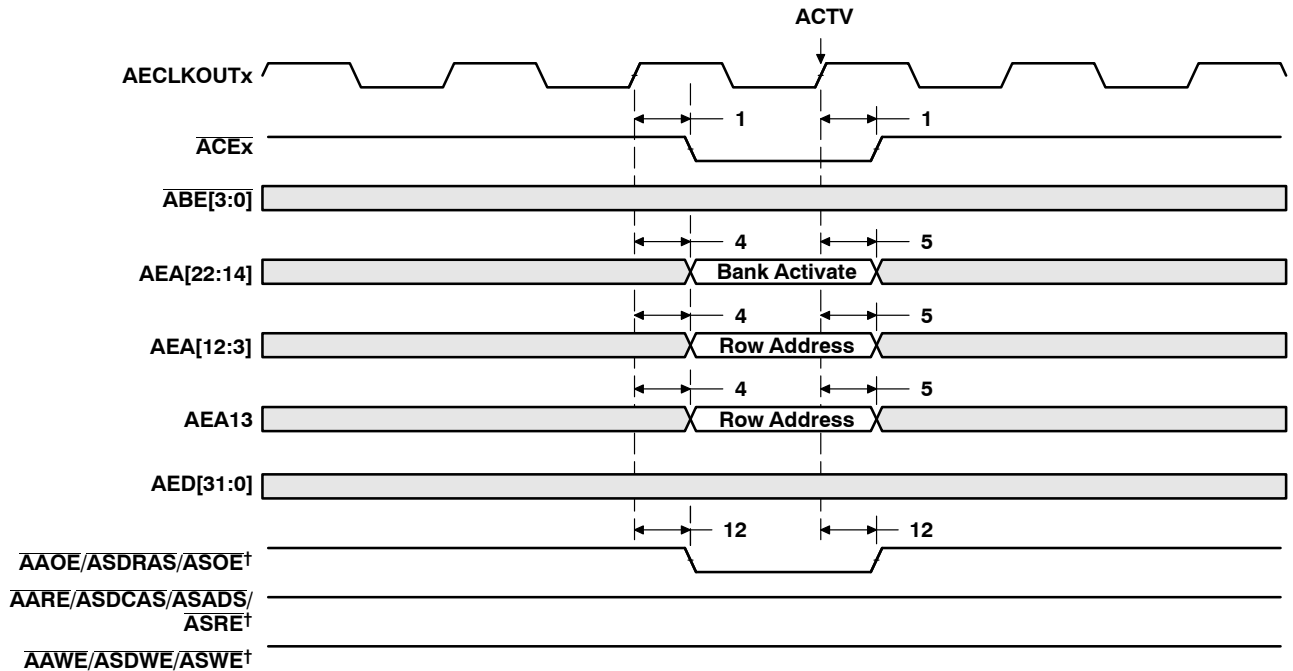 ACTV
AECLKOUTx
1 1
ACEx
ABE[3:0]
4 5
AEA[22:14] Bank Activate
4 5
AEA[12:3] Row Address
4 5
AEA13 Row Address
AED[31:0]
12 12
AAOE/ASDRAS/ASOE†
AARE/ASDCAS/ASADS/
ASRE†
AAWE/ASDWE/ASWE†